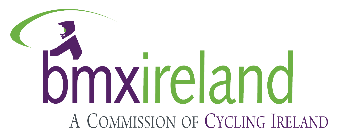 bmxireland
A COMMISSION OF CYCLING IRELAND